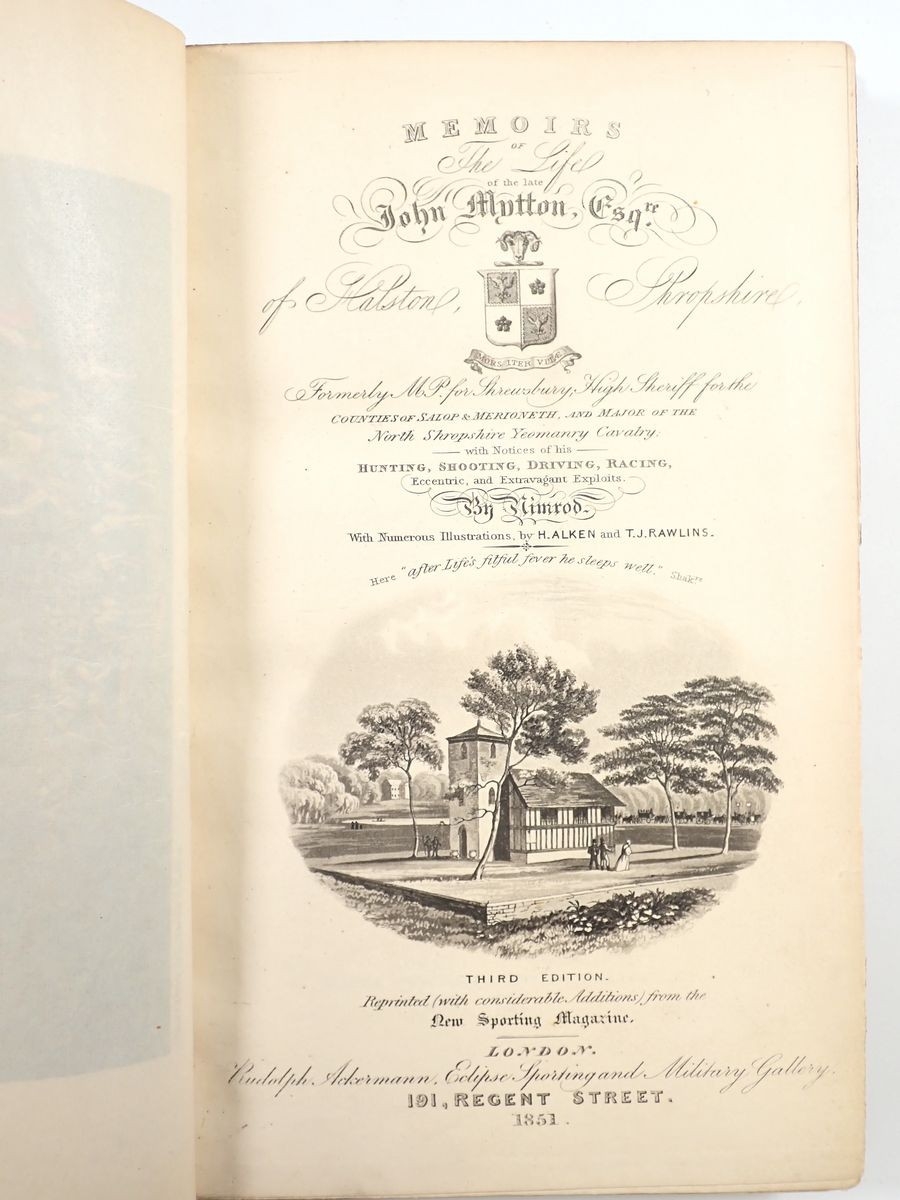 MEMOIRS
OF
The Life
of the late
John Mytton, Esqre.
of Halston, Shropshire,
MORS ITER VITÆ
Formerly M.P. for Shrewsbury, High Sheriff for the
COUNTIES OF SALOP & MERIONETH, AND MAJOR OF THE
North Shropshire Yeomanry Cavalry;
with Notices of his
HUNTING, SHOOTING, DRIVING, RACING,
Eccentric, and Extravagant Exploits.
By Nimrod.
With Numerous Illustrations, by H. ALKEN and T. J. RAWLINS.
Here "after Life's fitful fever he sleeps well." Shakre
THIRD EDITION.
Reprinted (with considerable Additions) from the
New Sporting Magazine.
LONDON.
Rudolph Ackermann, Eclipse Sporting and Military Gallery.
191, REGENT STREET.
1851.